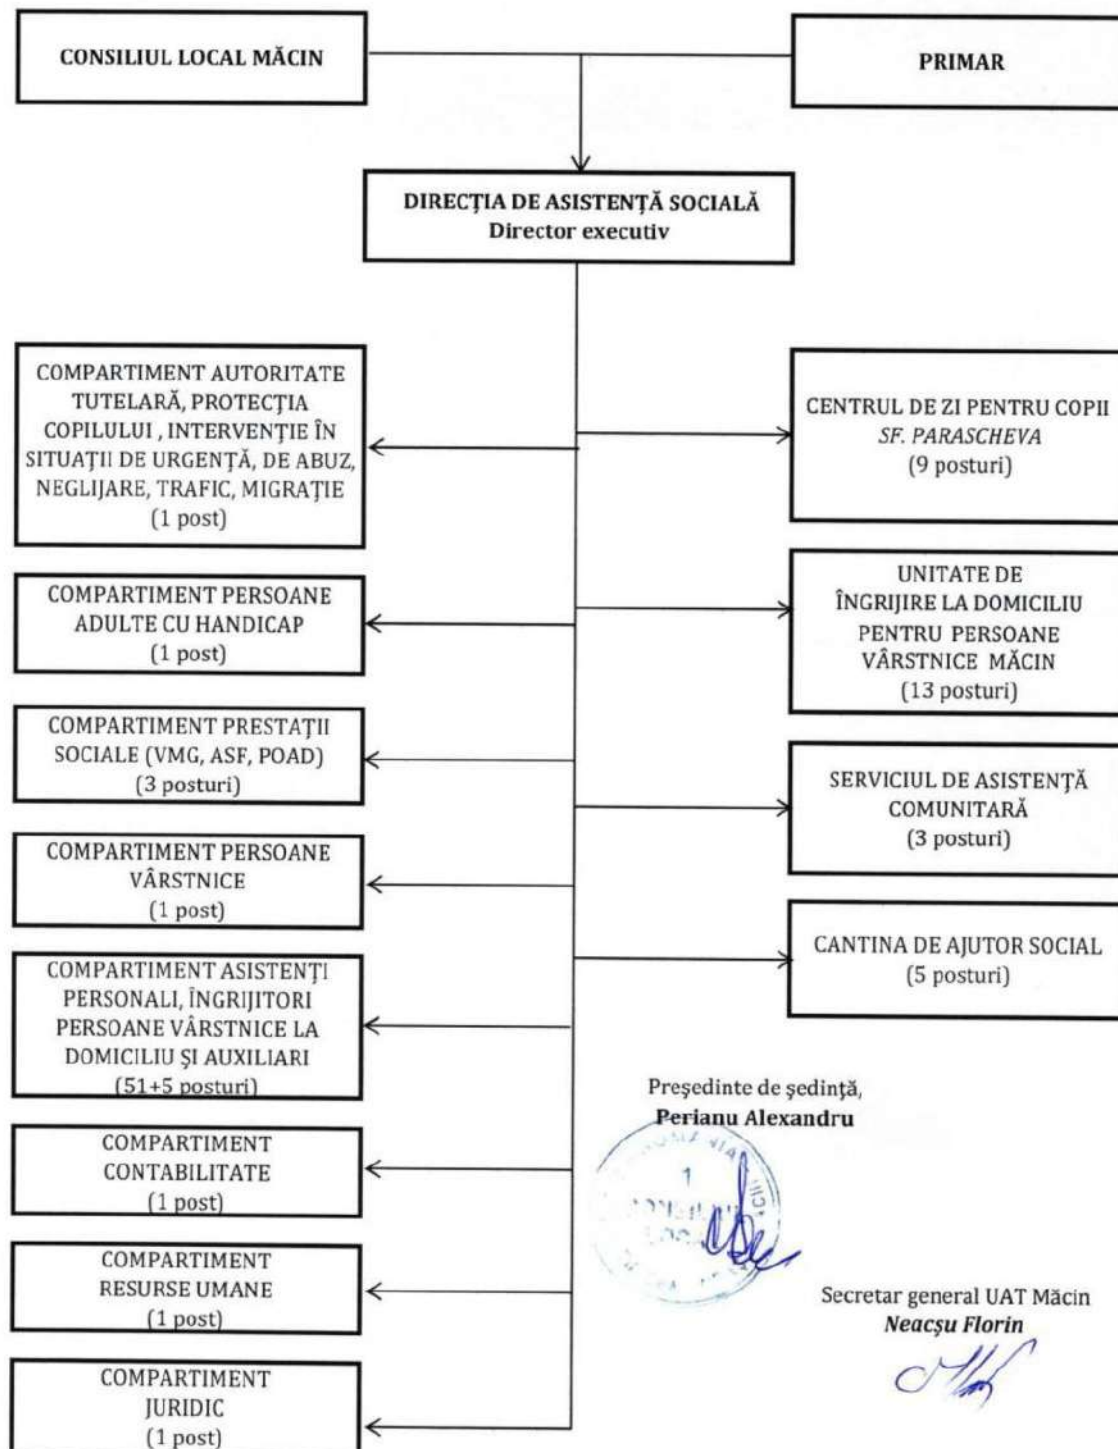 CONSILIUL LOCAL MĂCIN
PRIMAR
DIRECȚIA DE ASISTENȚĂ SOCIALĂ
Director executiv
COMPARTIMENT AUTORITATE
TUTELARĂ, PROTECȚIA
COPILULUI , INTERVENȚIE ÎN
SITUAȚII DE URGENȚĂ, DE ABUZ,
NEGLIJARE, TRAFIC, MIGRAȚIE
(1 post)
COMPARTIMENT PERSOANE
ADULTE CU HANDICAP
(1 post)
COMPARTIMENT PRESTAȚII
SOCIALE (VMG, ASF, POAD)
(3 posturi)
COMPARTIMENT PERSOANE
VÂRSTNICE
(1 post)
COMPARTIMENT ASISTENȚI
PERSONALI, ÎNGRIJITORI
PERSOANE VÂRSTNICE LA
DOMICILIU ȘI AUXILIARI
(51+5 posturi)
COMPARTIMENT
CONTABILITATE
(1 post)
COMPARTIMENT
RESURSE UMANE
(1 post)
COMPARTIMENT
JURIDIC
(1 post)
CENTRUL DE ZI PENTRU COPII
SF. PARASCHEVA
(9 posturi)
UNITATE DE
ÎNGRIJIRE LA DOMICILIU
PENTRU PERSOANE
VÂRSTNICE MĂCIN
(13 posturi)
SERVICIUL DE ASISTENȚĂ
COMUNITARĂ
(3 posturi)
CANTINA DE AJUTOR SOCIAL
(5 posturi)
Președinte de ședință,
Perianu Alexandru
1
Secretar general UAT Măcin
Neacșu Florin